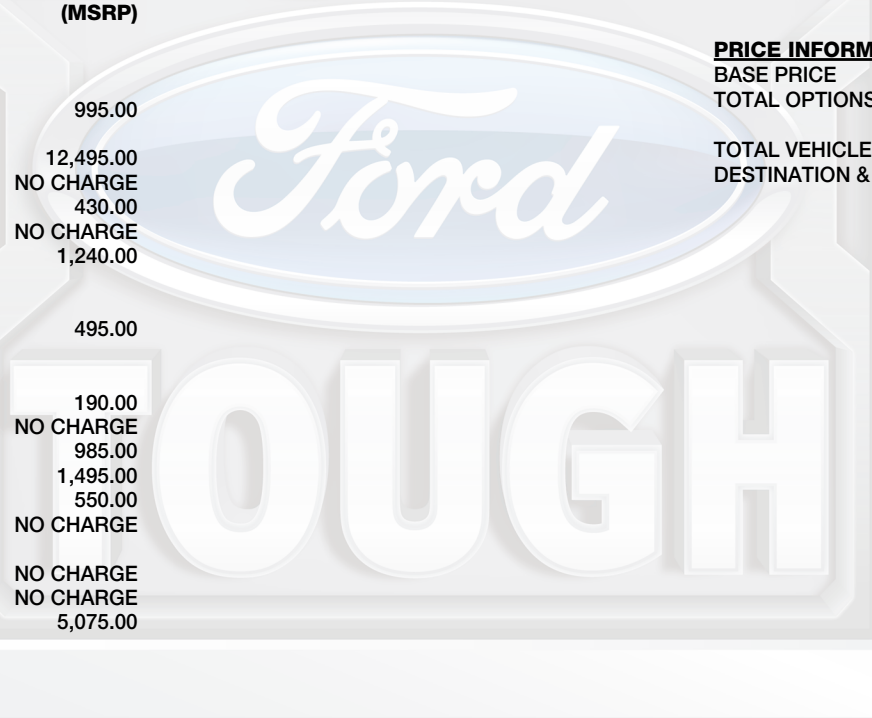 (MSRP)
995.00
12,495.00
NO CHARGE
430.00
NO CHARGE
1,240.00
495.00
190.00
NO CHARGE
985.00
1,495.00
550.00
NO CHARGE
NO CHARGE
NO CHARGE
5,075.00
PRICE INFORM
BASE PRICE
TOTAL OPTIONS
TOTAL VEHICLE
DESTINATION &
Ford
TOUGH